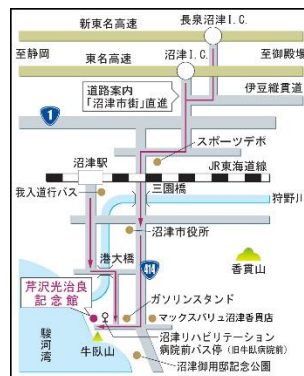 長泉沼津I.C.
新東名高速
至静岡
東名高速
沼津I.C.
至御殿場
道路案内
「沼津市街」直進
伊豆縦貫道
1
スポーツデポ
沼津駅
JR東海道線
我入道行バス
三園橋
狩野川
沼津市役所
港大橋
414
香貫山
芹沢光治良
記念館
ガソリンスタンド
マックスバリュ沼津香貫店
沼津リハビリテーション
病院前バス停（旧牛臥病院前）
駿河湾
牛臥山
沼津御用邸記念公園